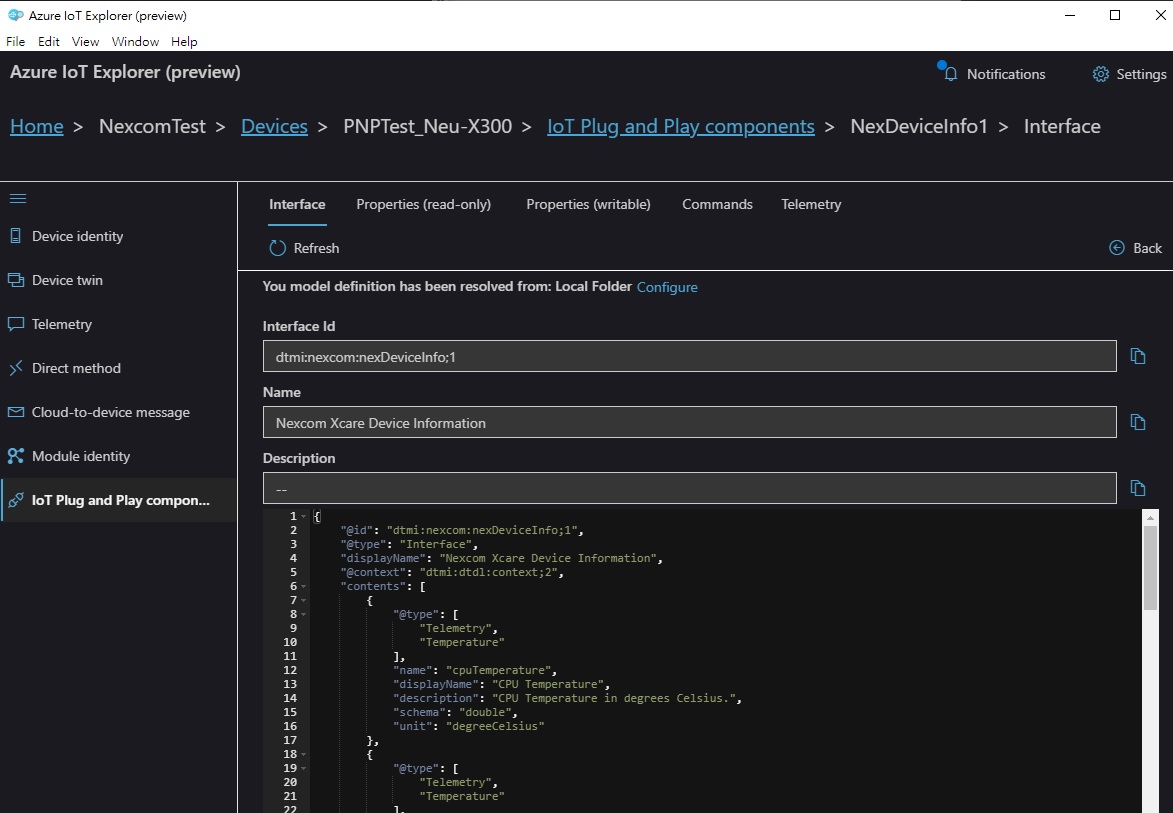 Azure IoT Explorer (preview)
File Edit View Window Help
Azure IoT Explorer (preview)
Notifications
Settings
Home > NexcomTest > Devices > PNPTest_Neu-X300 > IoT Plug and Play components > NexDeviceInfo1 > Interface
Device identity
Device twin
Telemetry
Direct method
Cloud-to-device message
Module identity
IoT Plug and Play compon...
Interface Properties (read-only) Properties (writable) Commands Telemetry
Refresh
Back
You model definition has been resolved from: Local Folder Configure
Interface Id
dtmi:nexcom:nexDeviceInfo;1
Name
Nexcom Xcare Device Information
Description
--
1 {
2 "@id": "dtmi:nexcom:nexDeviceInfo;1",
3 "@type": "Interface",
4 "displayName": "Nexcom Xcare Device Information",
5 "@context": "dtmi:dtdl:context;2",
6 "contents": [
7 {
8 "@type": [
9 "Telemetry",
10 "Temperature"
11 ],
12 "name": "cpuTemperature",
13 "displayName": "CPU Temperature",
14 "description": "CPU Temperature in degrees Celsius.",
15 "schema": "double",
16 "unit": "degreeCelsius"
17 },
18 {
19 "@type": [
20 "Telemetry",
21 "Temperature"
22 ],